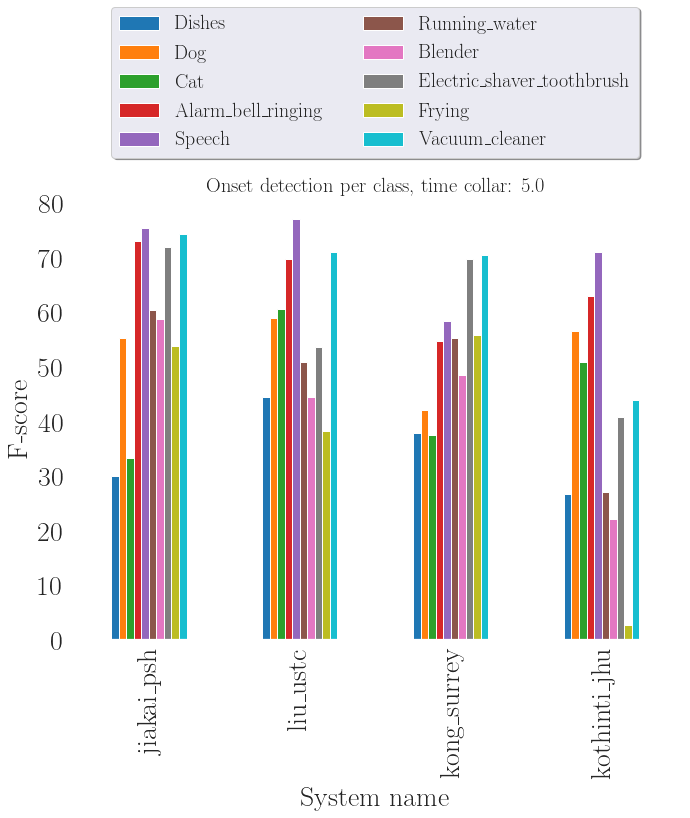 Dishes
Dog
Cat
Alarm_bell_ringing
Speech
Running_water
Blender
Electric_shaver_toothbrush
Frying
Vacuum_cleaner
Onset detection per class, time collar: 5.0
80
70
60
50
40
30
20
10
0
F-score
jiakai_psh
liu_ustc
kong_surrey
kothinti_jhu
System name